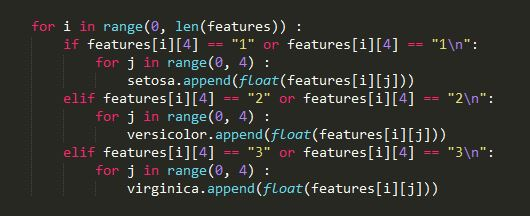 for i in range(0, len(features)) :
    if features[i][4] == "1" or features[i][4] == "1\n":
        for j in range(0, 4) :
            setosa.append(float(features[i][j]))
    elif features[i][4] == "2" or features[i][4] == "2\n":
        for j in range(0, 4) :
            versicolor.append(float(features[i][j]))
    elif features[i][4] == "3" or features[i][4] == "3\n":
        for j in range(0, 4) :
            virginica.append(float(features[i][j]))